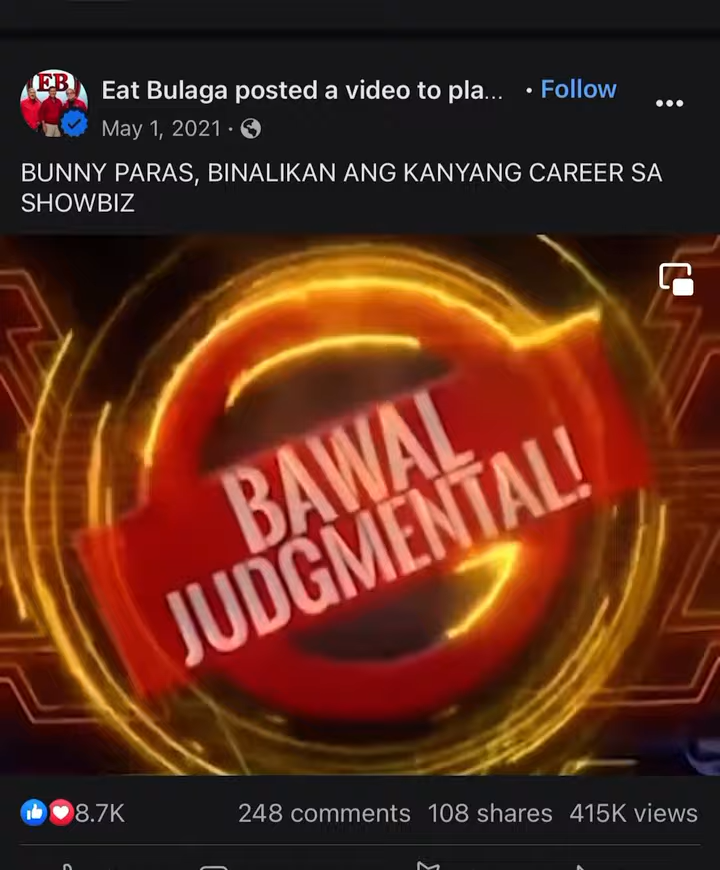 EB
Eat Bulaga posted a video to pla... • Follow
May 1, 2021 •
BUNNY PARAS, BINALIKAN ANG KANYANG CAREER SA
SHOWBIZ
BAWAL
JUDGMENTAL!
8.7K 248 comments 108 shares 415K views